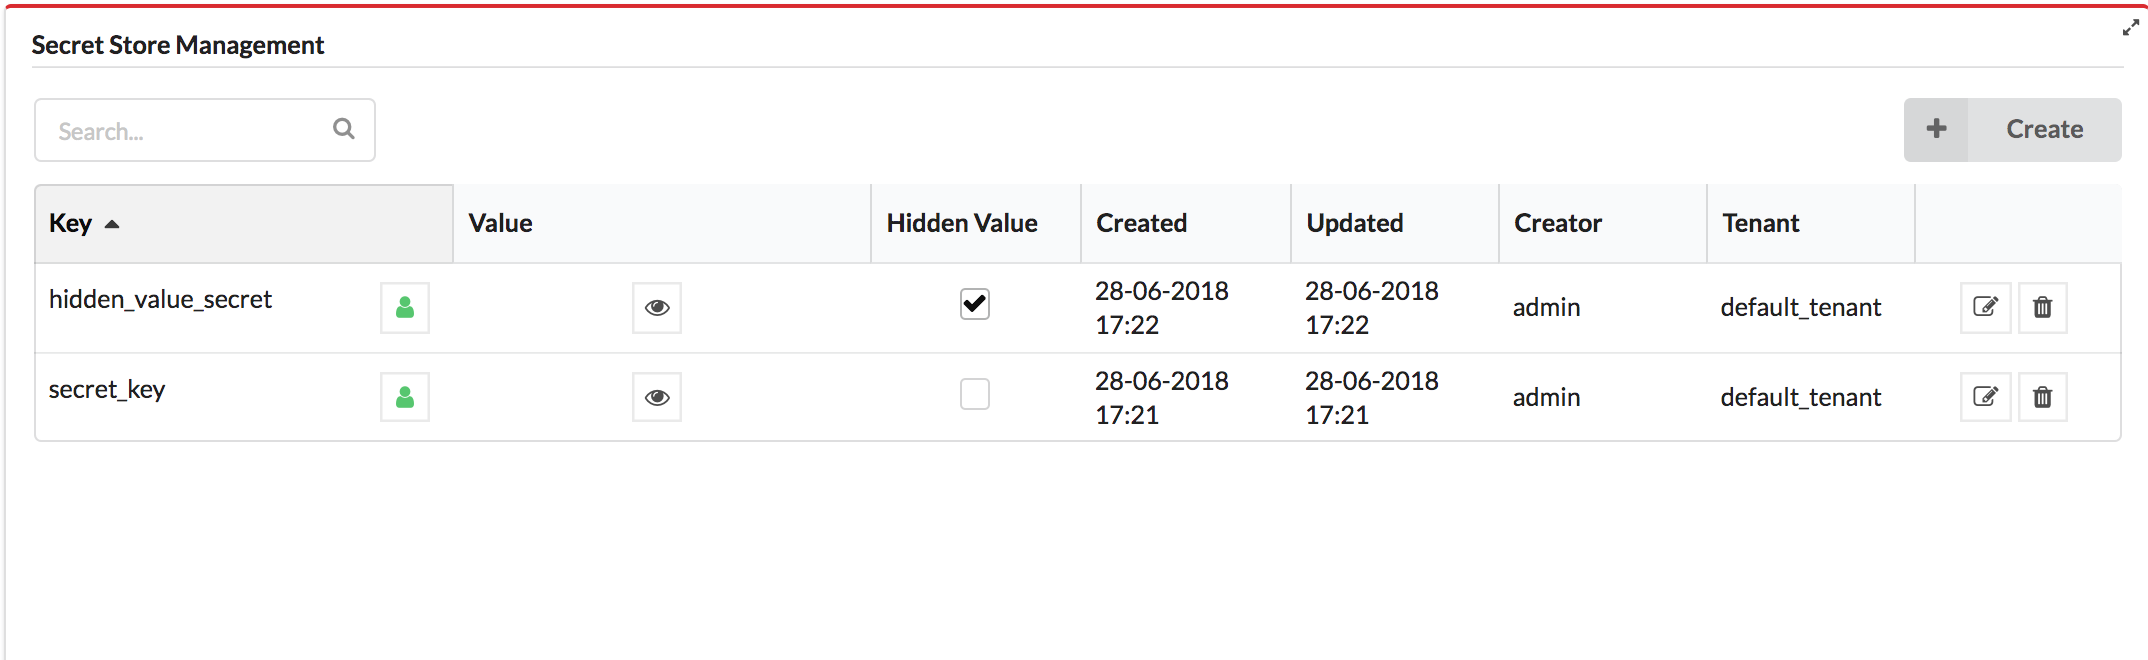 Secret Store Management
Search...
Create
Key Value Hidden Value Created Updated Creator Tenant
hidden_value_secret 28-06-2018 17:22 28-06-2018 17:22 admin default_tenant
secret_key 28-06-2018 17:21 28-06-2018 17:21 admin default_tenant